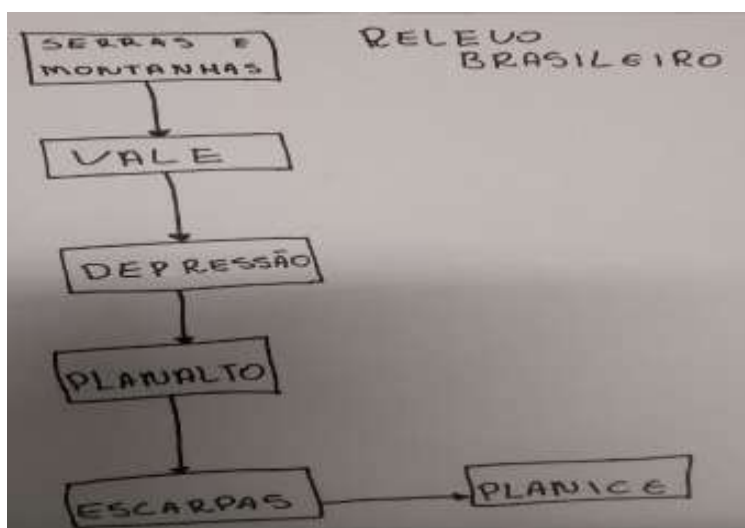 RELEVO
BRASILEIRO
SERRAS E
MONTANHAS
VALE
DEPRESSÃO
PLANALTO
ESCARPAS
PLANICE